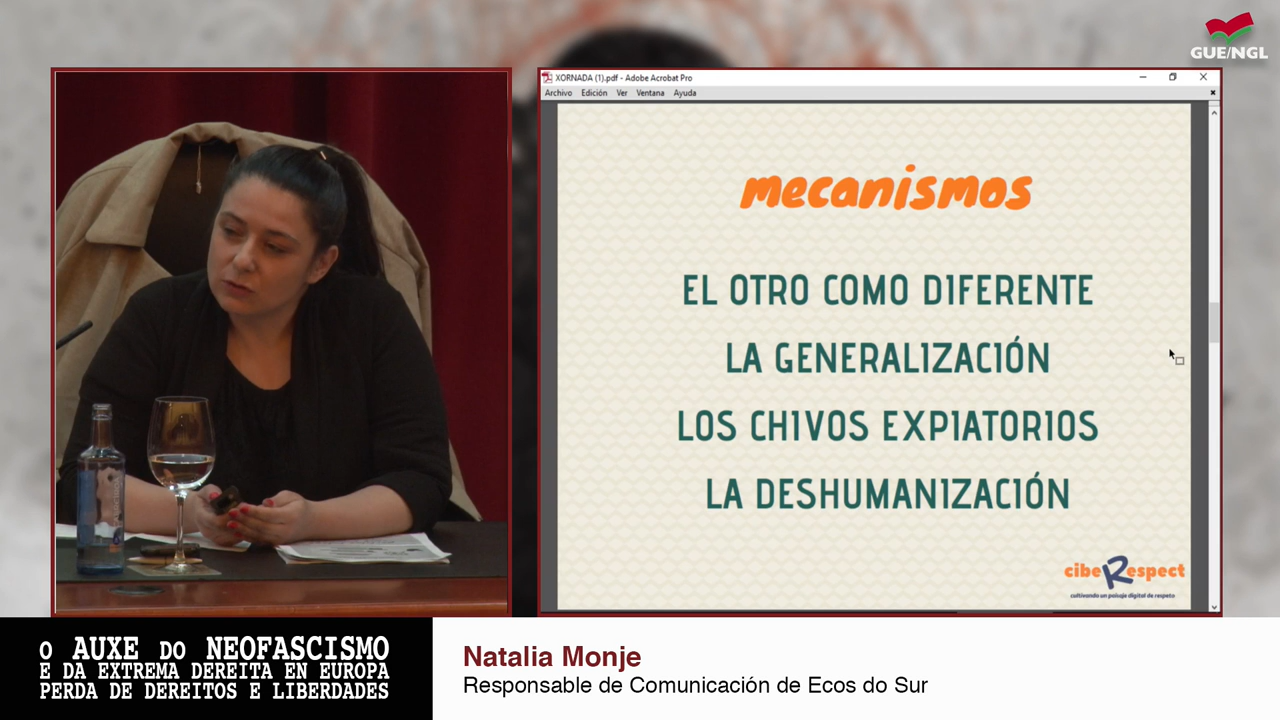 GUE/NGL
XORNADA (1).pdf - Adobe Acrobat Pro
Archivo Edición Ver Ventana Ayuda
mecanismos
EL OTRO COMO DIFERENTE
LA GENERALIZACIÓN
LOS CHIVOS EXPIATORIOS
LA DESHUMANIZACIÓN
cibeRespect
cultivando un paisaje digital de respeto
O AUXE DO NEOFASCISMO
E DA EXTREMA DEREITA EN EUROPA
PERDA DE DEREITOS E LIBERDADES
Natalia Monje
Responsable de Comunicación de Ecos do Sur